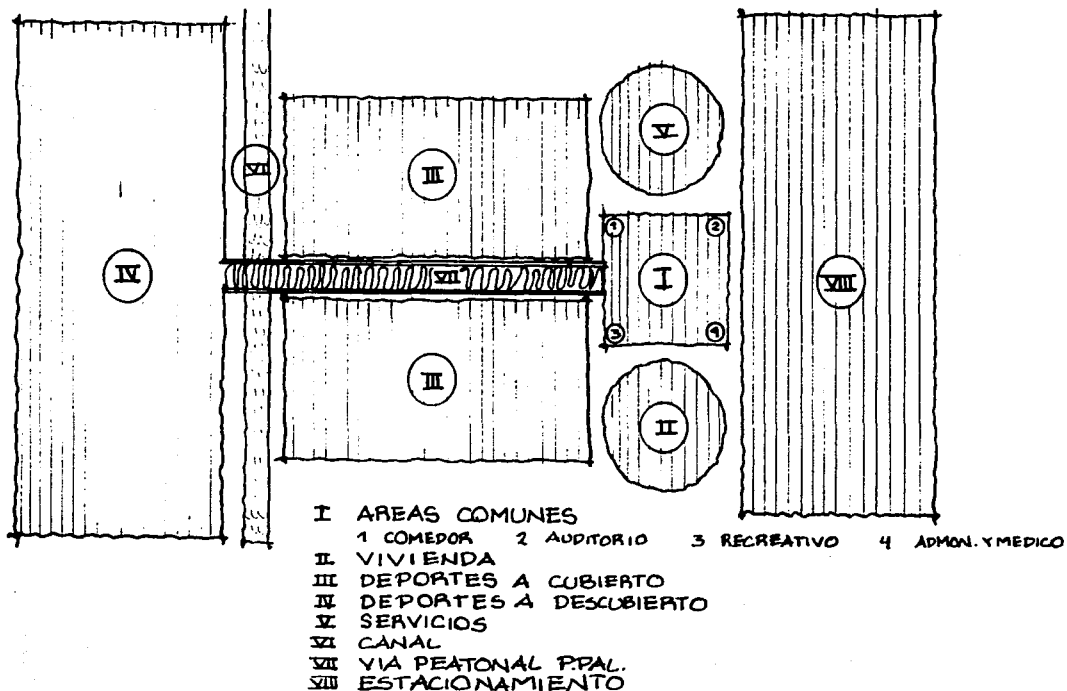 V
VI
III
1 2
IV
VII
I
VIII
3 4
III
II
I AREAS COMUNES
1 COMEDOR 2 AUDITORIO 3 RECREATIVO 4 ADMON. Y MEDICO
II VIVIENDA
III DEPORTES A CUBIERTO
IV DEPORTES A DESCUBIERTO
V SERVICIOS
VI CANAL
VII VIA PEATONAL P.PAL.
VIII ESTACIONAMIENTO